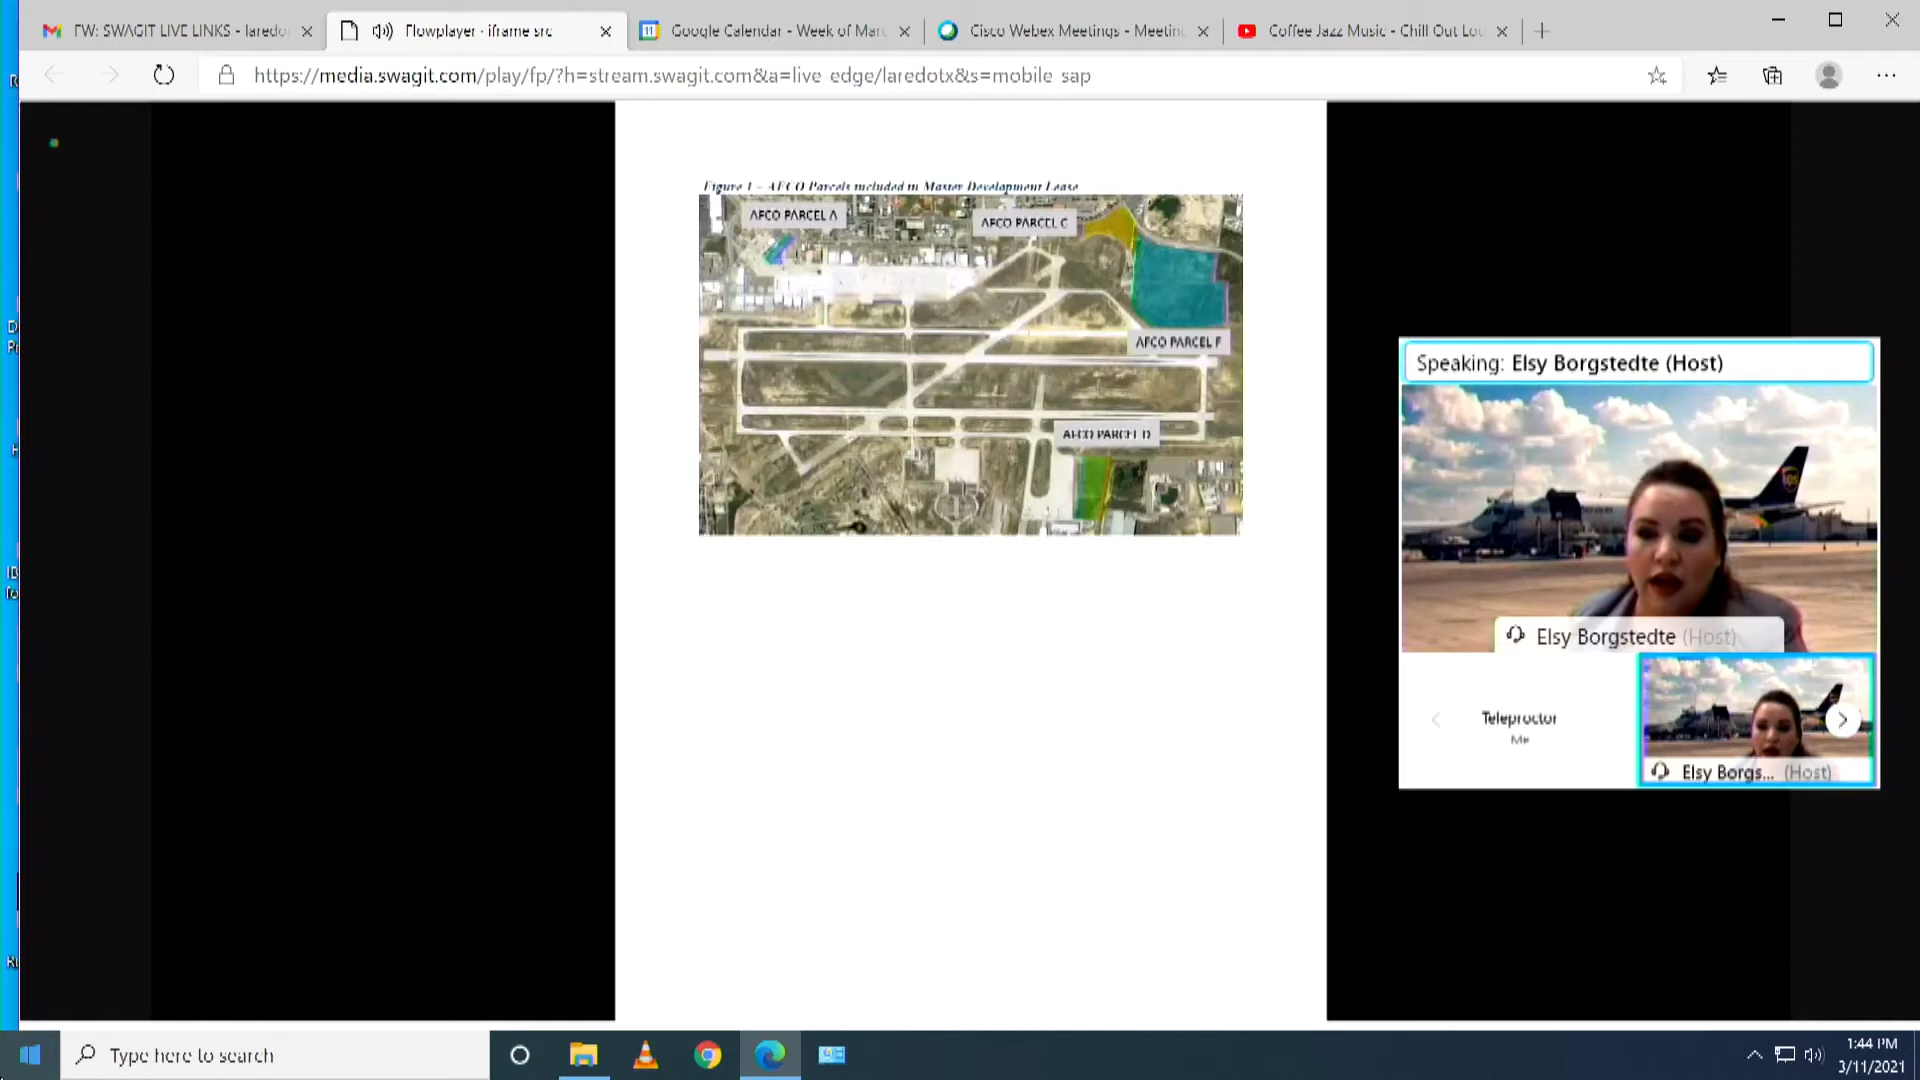 FW: SWAGIT LIVE LINKS - laredo
Flowplayer - iframe src
Google Calendar - Week of Mar
Cisco Webex Meetings - Meeting
Coffee Jazz Music - Chill Out Lou
https://media.swagit.com/play/fp/?h=stream.swagit.com&a=live edge/laredotx&s=mobile sap
Figure 1 – AFCO Parcels included in Master Development Lease
AFCO PARCEL A
AFCO PARCEL C
AFCO PARCEL F
AFCO PARCEL D
Speaking: Elsy Borgstedte (Host)
Elsy Borgstedte (Host)
Teleproctor
Me
Elsy Borgs... (Host)
Type here to search
1:44 PM
3/11/2021